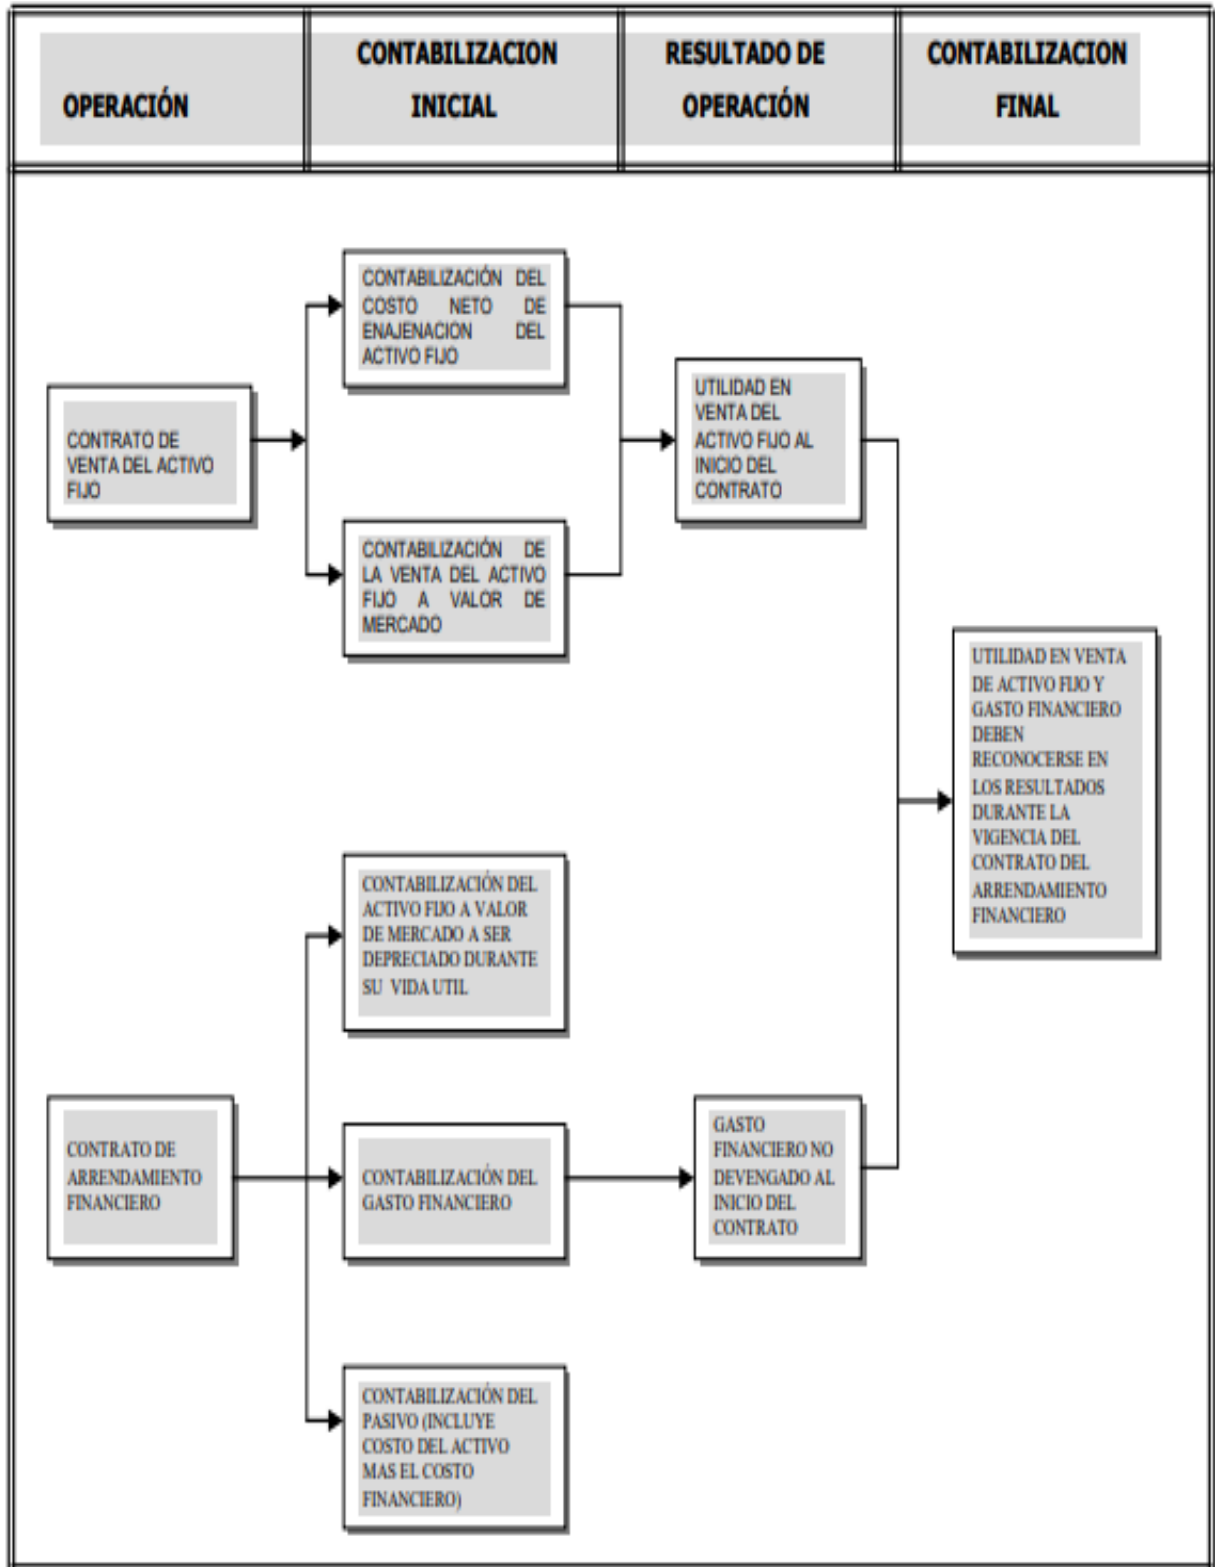 OPERACIÓN
CONTABILIZACION
INICIAL
RESULTADO DE
OPERACIÓN
CONTABILIZACION
FINAL
CONTRATO DE
VENTA DEL ACTIVO
FIJO
CONTABILIZACIÓN DEL
COSTO NETO DE
ENAJENACION DEL
ACTIVO FIJO
CONTABILIZACIÓN DE
LA VENTA DEL ACTIVO
FIJO A VALOR DE
MERCADO
UTILIDAD EN
VENTA DEL
ACTIVO FIJO AL
INICIO DEL
CONTRATO
UTILIDAD EN VENTA
DE ACTIVO FIJO Y
GASTO FINANCIERO
DEBEN
RECONOCERSE EN
LOS RESULTADOS
DURANTE LA
VIGENCIA DEL
CONTRATO DEL
ARRENDAMIENTO
FINANCIERO
CONTRATO DE
ARRENDAMIENTO
FINANCIERO
CONTABILIZACIÓN DEL
ACTIVO FIJO A VALOR
DE MERCADO A SER
DEPRECIADO DURANTE
SU VIDA UTIL
CONTABILIZACIÓN DEL
GASTO FINANCIERO
CONTABILIZACIÓN DEL
PASIVO (INCLUYE
COSTO DEL ACTIVO
MAS EL COSTO
FINANCIERO)
GASTO
FINANCIERO NO
DEVENGADO AL
INICIO DEL
CONTRATO